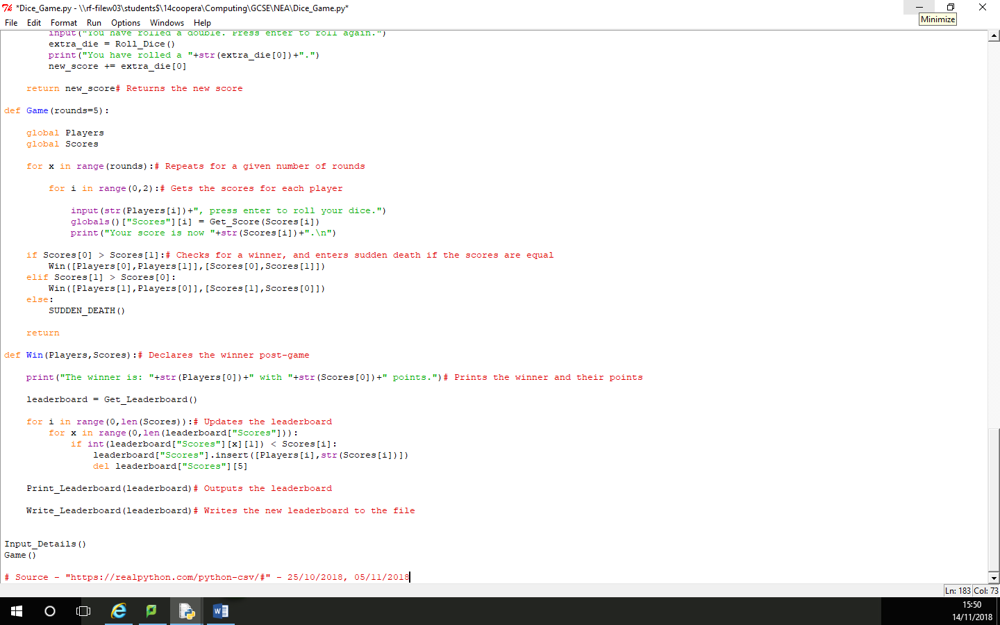 *Dice_Game.py - \\rf-filew03\students$\14coopera\Computing\GCSE\NEA\Dice_Game.py*
Minimize
File Edit Format Run Options Windows Help
input("You have rolled a double. Press enter to roll again.")
extra_die = Roll_Dice()
print("You have rolled a "+str(extra_die[0])+".")
new_score += extra_die[0]
return new_score# Returns the new score
def Game(rounds=5):
global Players
global Scores
for x in range(rounds):# Repeats for a given number of rounds
for i in range(0,2):# Gets the scores for each player
input(str(Players[i])+", press enter to roll your dice.")
globals()["Scores"][i] = Get_Score(Scores[i])
print("Your score is now "+str(Scores[i])+".\n")
if Scores[0] > Scores[1]:# Checks for a winner, and enters sudden death if the scores are equal
Win([Players[0],Players[1]],[Scores[0],Scores[1]])
elif Scores[1] > Scores[0]:
Win([Players[1],Players[0]],[Scores[1],Scores[0]])
else:
SUDDEN_DEATH()
return
def Win(Players,Scores):# Declares the winner post-game
print("The winner is: "+str(Players[0])+" with "+str(Scores[0])+" points.")# Prints the winner and their points
leaderboard = Get_Leaderboard()
for i in range(0,len(Scores)):# Updates the leaderboard
for x in range(0,len(leaderboard["Scores"])):
if int(leaderboard["Scores"][x][1]) < Scores[i]:
leaderboard["Scores"].insert([Players[i],str(Scores[i])])
del leaderboard["Scores"][5]
Print_Leaderboard(leaderboard)# Outputs the leaderboard
Write_Leaderboard(leaderboard)# Writes the new leaderboard to the file
Input_Details()
Game()
# Source - "https://realpython.com/python-csv/#" - 25/10/2018, 05/11/2018
Ln: 183 Col: 73
15:50
14/11/2018